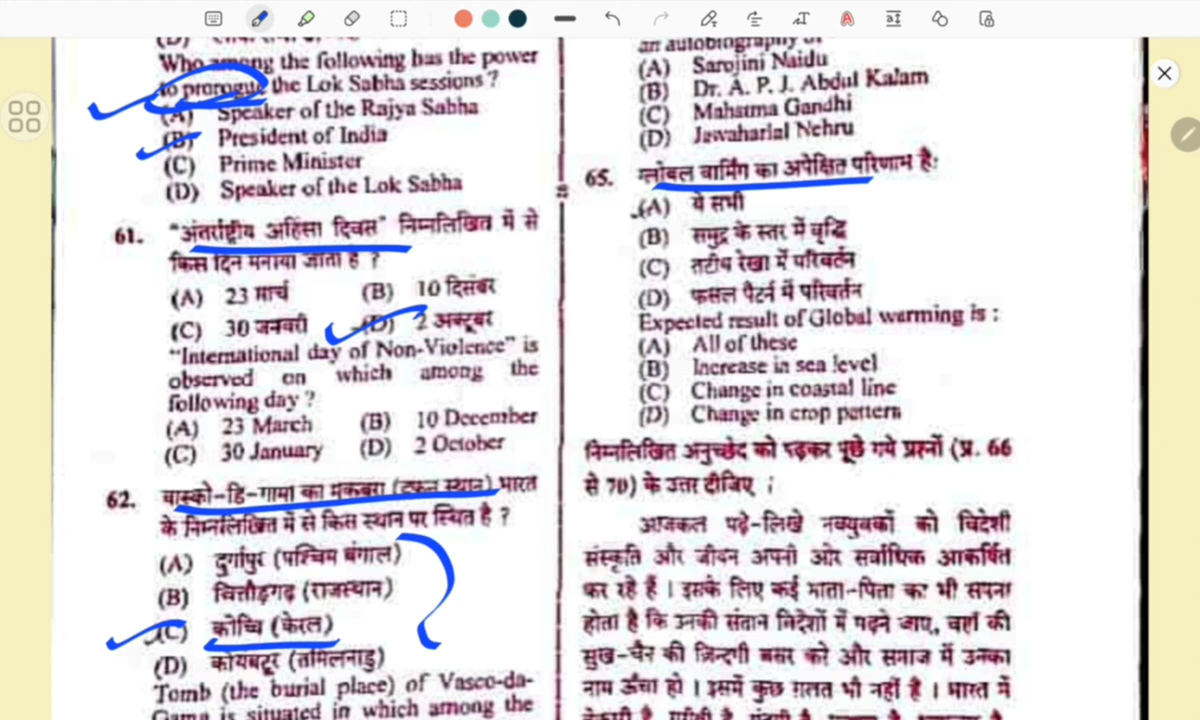 Who among the following has the power
to prorogue the Lok Sabha sessions ?
(A) Speaker of the Rajya Sabha
(B) President of India
(C) Prime Minister
(D) Speaker of the Lok Sabha
61. "अंतर्राष्ट्रीय अहिंसा दिवस" निम्नलिखित में से
किस दिन मनाया जाता है ?
(A) 23 मार्च (B) 10 दिसंबर
(C) 30 जनवरी (D) 2 अक्टूबर
"International day of Non-Violence" is
observed on which among the
following day ?
(A) 23 March (B) 10 December
(C) 30 January (D) 2 October
62. वास्को-डि-गामा का मकबरा (दफन स्थान) भारत
के निम्नलिखित में से किस स्थान पर स्थित है ?
(A) दुर्गापुर (पश्चिम बंगाल)
(B) चित्तौड़गढ़ (राजस्थान)
(C) कोच्चि (केरल)
(D) कोयबटूर (तमिलनाडु)
Tomb (the burial place) of Vasco-da-
Gama is situated in which among the
an autobiography of
(A) Sarojini Naidu
(B) Dr. A. P. J. Abdul Kalam
(C) Mahatma Gandhi
(D) Jawaharlal Nehru
65. ग्लोबल वार्मिंग का अपेक्षित परिणाम है:
(A) ये सभी
(B) समुद्र के स्तर में वृद्धि
(C) तटीय रेखा में परिवर्तन
(D) फसल पैटर्न में परिवर्तन
Expected result of Global warming is :
(A) All of these
(B) Increase in sea level
(C) Change in coastal line
(D) Change in crop pattern
निम्नलिखित अनुच्छेद को पढ़कर पूछे गये प्रश्नों (प्र. 66
से 70) के उत्तर दीजिए ;
आजकल पढ़े-लिखे नवयुवकों को विदेशी
संस्कृति और जीवन अपनी ओर सर्वाधिक आकर्षित
कर रहे हैं । इसके लिए कई माता-पिता का भी सपना
होता है कि उनकी संतान विदेशों में पढ़ने जाए, वहाँ की
सुख-चैन की ज़िन्दगी बसर करे और समाज में उनका
नाम ऊँचा हो । इसमें कुछ ग़लत भी नहीं है । भारत में